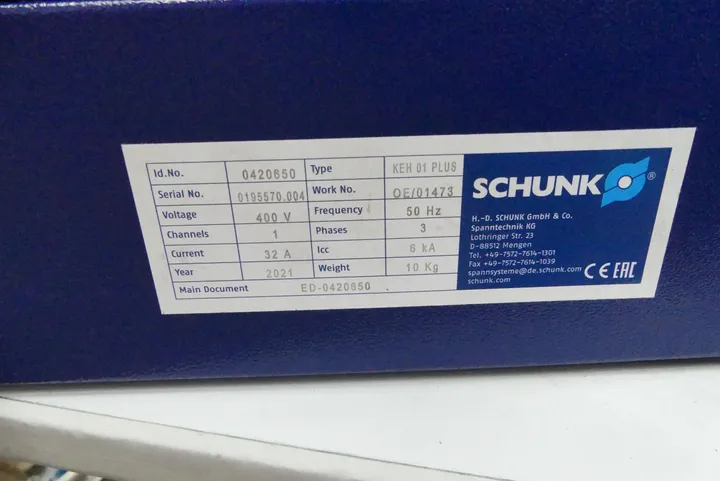 Id.No. 0420650 Type KEH 01 PLUS
Serial No. 0195570.004 Work No. OE/01473
Voltage 400 V Frequency 50 Hz
Channels 1 Phases 3
Current 32 A Icc 6 kA
Year 2021 Weight 10 Kg
Main Document ED-0420650
SCHUNK ®
H.-D. SCHUNK GmbH & Co.
Spanntechnik KG
Lothringer Str. 23
D-88512 Mengen
Tel. +49-7572-7614-1301
Fax +49-7572-7614-1039
spannsysteme@de.schunk.com
schunk.com
CE EAC